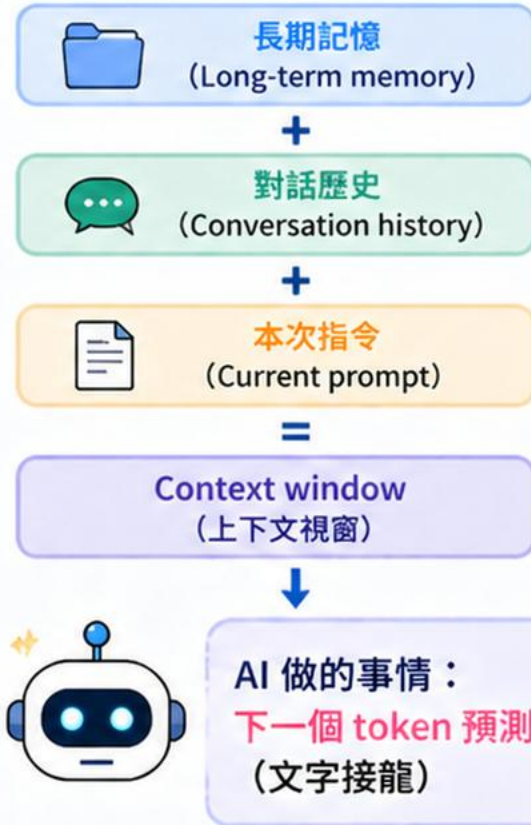 長期記憶
（Long-term memory）
+
對話歷史
（Conversation history）
+
本次指令
（Current prompt）
=
Context window
（上下文視窗）
AI 做的事情：
下一個 token 預測
（文字接龍）